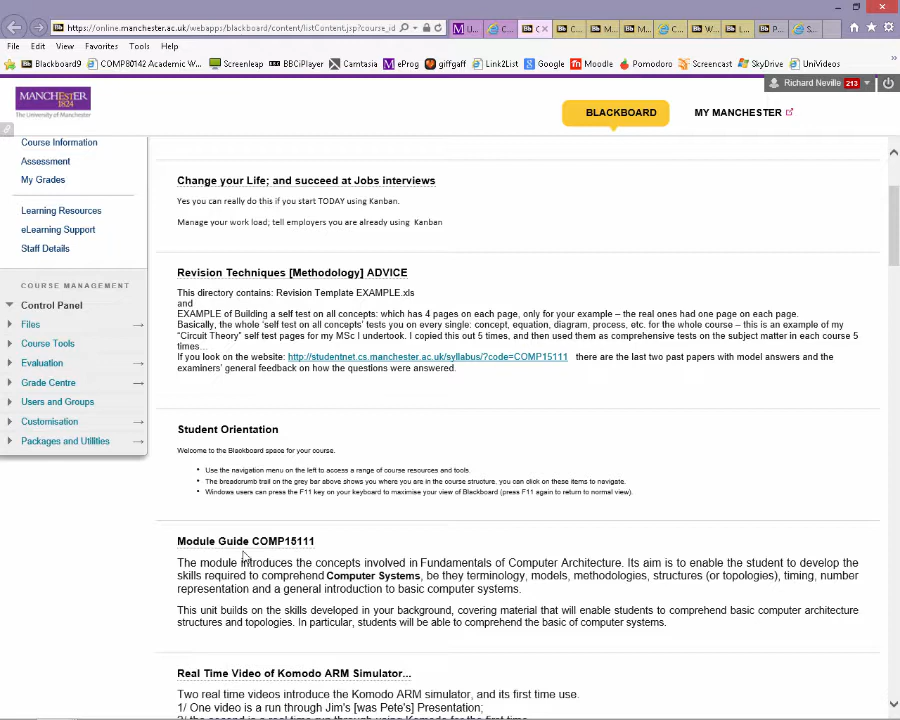 https://online.manchester.ac.uk/webapps/blackboard/content/listContent.jsp?course_id
File Edit View Favorites Tools Help
Blackboard9 COMP80142 Academic W... Screenleap BBCiPlayer Camtasia eProg giffgaff Link2List Google Moodle Pomodoro Screencast SkyDrive UniVideos
Richard Neville 213
MANCHESTER
1824
The University of Manchester
BLACKBOARD
MY MANCHESTER
Course Information
Assessment
My Grades
Learning Resources
eLearning Support
Staff Details
COURSE MANAGEMENT
Control Panel
Files
Course Tools
Evaluation
Grade Centre
Users and Groups
Customisation
Packages and Utilities
Change your Life; and succeed at Jobs interviews
Yes you can really do this if you start TODAY using Kanban.
Manage your work load; tell employers you are already using Kanban
Revision Techniques [Methodology] ADVICE
This directory contains: Revision Template EXAMPLE.xls
and
EXAMPLE of Building a self test on all concepts: which has 4 pages on each page, only for your example – the real ones had one page on each page.
Basically, the whole 'self test on all concepts' tests you on every single: concept, equation, diagram, process, etc. for the whole course – this is an example of my
"Circuit Theory" self test pages for my MSc I undertook. I copied this out 5 times, and then used them as comprehensive tests on the subject matter in each course 5
times...
If you look on the website: http://studentnet.cs.manchester.ac.uk/syllabus/?code=COMP15111 there are the last two past papers with model answers and the
examiners' general feedback on how the questions were answered.
Student Orientation
Welcome to the Blackboard space for your course.
• Use the navigation menu on the left to access a range of course resources and tools.
• The breadcrumb trail on the grey bar above shows you where you are in the course structure, you can click on these items to navigate.
• Windows users can press the F11 key on your keyboard to maximise your view of Blackboard (press F11 again to return to normal view).
Module Guide COMP15111
The module introduces the concepts involved in Fundamentals of Computer Architecture. Its aim is to enable the student to develop the
skills required to comprehend Computer Systems, be they terminology, models, methodologies, structures (or topologies), timing, number
representation and a general introduction to basic computer systems.
This unit builds on the skills developed in your background, covering material that will enable students to comprehend basic computer architecture
structures and topologies. In particular, students will be able to comprehend the basic of computer systems.
Real Time Video of Komodo ARM Simulator...
Two real time videos introduce the Komodo ARM simulator, and its first time use.
1/ One video is a run through Jim's [was Pete's] Presentation;